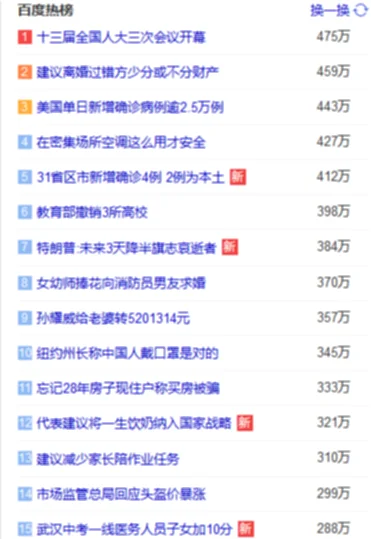 百度热榜 换一换
1 十三届全国人大三次会议开幕 475万
2 建议离婚过错方少分或不分财产 459万
3 美国单日新增确诊病例逾2.5万例 443万
4 在密集场所空调这么用才安全 427万
5 31省区市新增确诊4例 2例为本土 新 412万
6 教育部撤销3所高校 398万
7 特朗普:未来3天降半旗志哀逝者 新 384万
8 女幼师捧花向消防员男友求婚 370万
9 孙耀威给老婆转5201314元 357万
10 纽约州长称中国人戴口罩是对的 345万
11 忘记28年房子现住户称买房被骗 333万
12 代表建议将一生饮奶纳入国家战略 新 321万
13 建议减少家长陪作业任务 310万
14 市场监管总局回应头盔价暴涨 299万
15 武汉中考一线医务人员子女加10分 新 288万